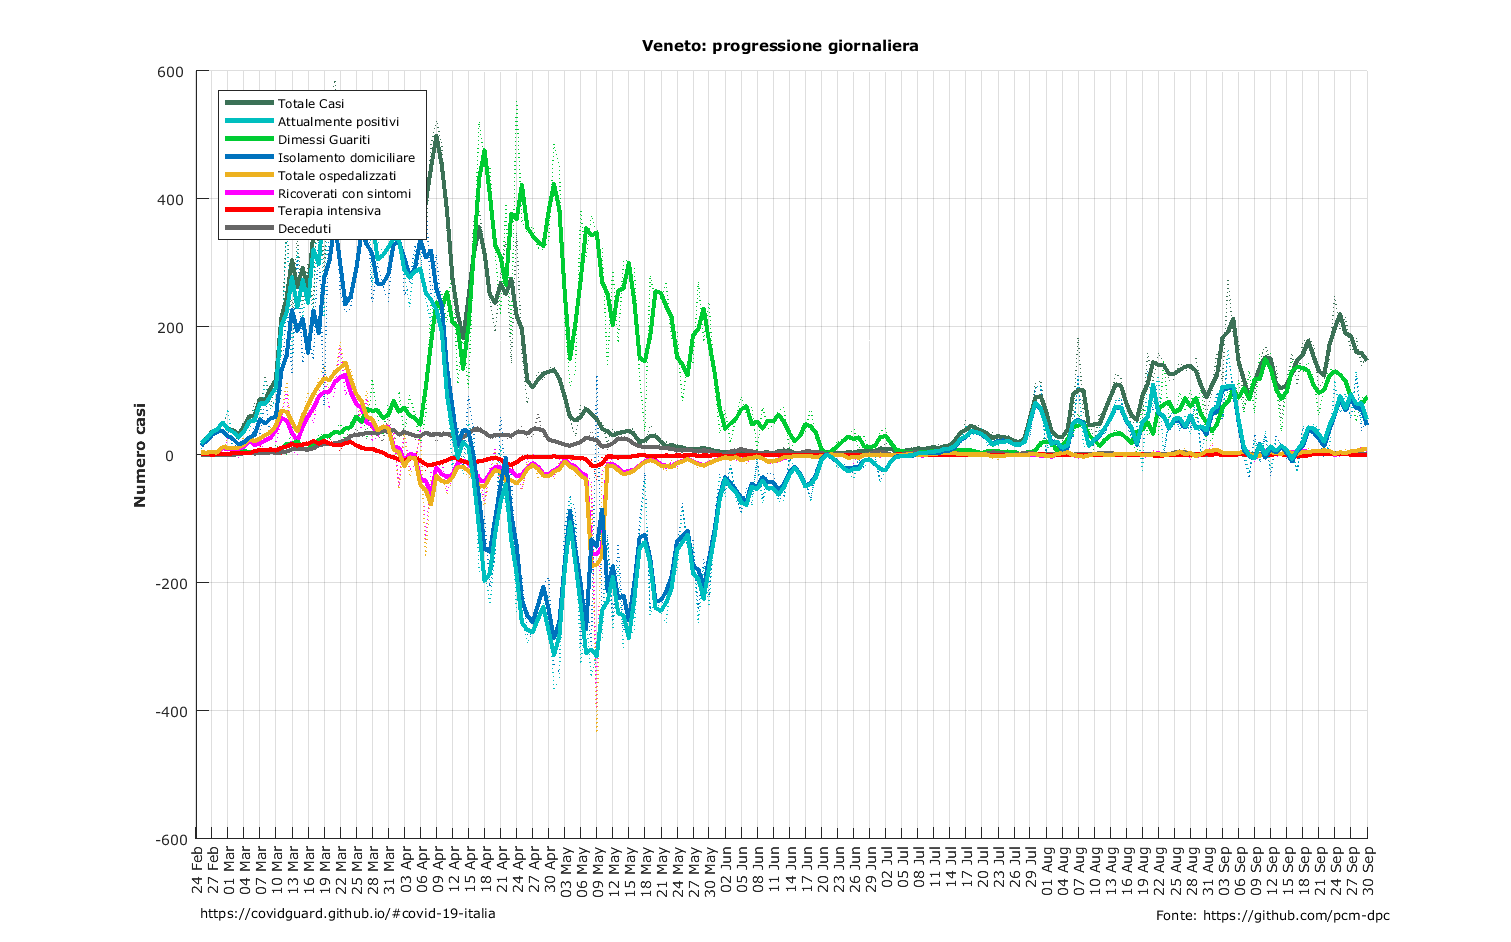 Veneto: progressione giornaliera
600
400
200
0
-200
-400
-600
Numero casi
Totale Casi
Attualmente positivi
Dimessi Guariti
Isolamento domiciliare
Totale ospedalizzati
Ricoverati con sintomi
Terapia intensiva
Deceduti
24 Feb
27 Feb
01 Mar
04 Mar
07 Mar
10 Mar
13 Mar
16 Mar
19 Mar
22 Mar
25 Mar
28 Mar
31 Mar
03 Apr
06 Apr
09 Apr
12 Apr
15 Apr
18 Apr
21 Apr
24 Apr
27 Apr
30 Apr
03 May
06 May
09 May
12 May
15 May
18 May
21 May
24 May
27 May
30 May
02 Jun
05 Jun
08 Jun
11 Jun
14 Jun
17 Jun
20 Jun
23 Jun
26 Jun
29 Jun
02 Jul
05 Jul
08 Jul
11 Jul
14 Jul
17 Jul
20 Jul
23 Jul
26 Jul
29 Jul
01 Aug
04 Aug
07 Aug
10 Aug
13 Aug
16 Aug
19 Aug
22 Aug
25 Aug
28 Aug
31 Aug
03 Sep
06 Sep
09 Sep
12 Sep
15 Sep
18 Sep
21 Sep
24 Sep
27 Sep
30 Sep
https://covidguard.github.io/#covid-19-italia
Fonte: https://github.com/pcm-dpc